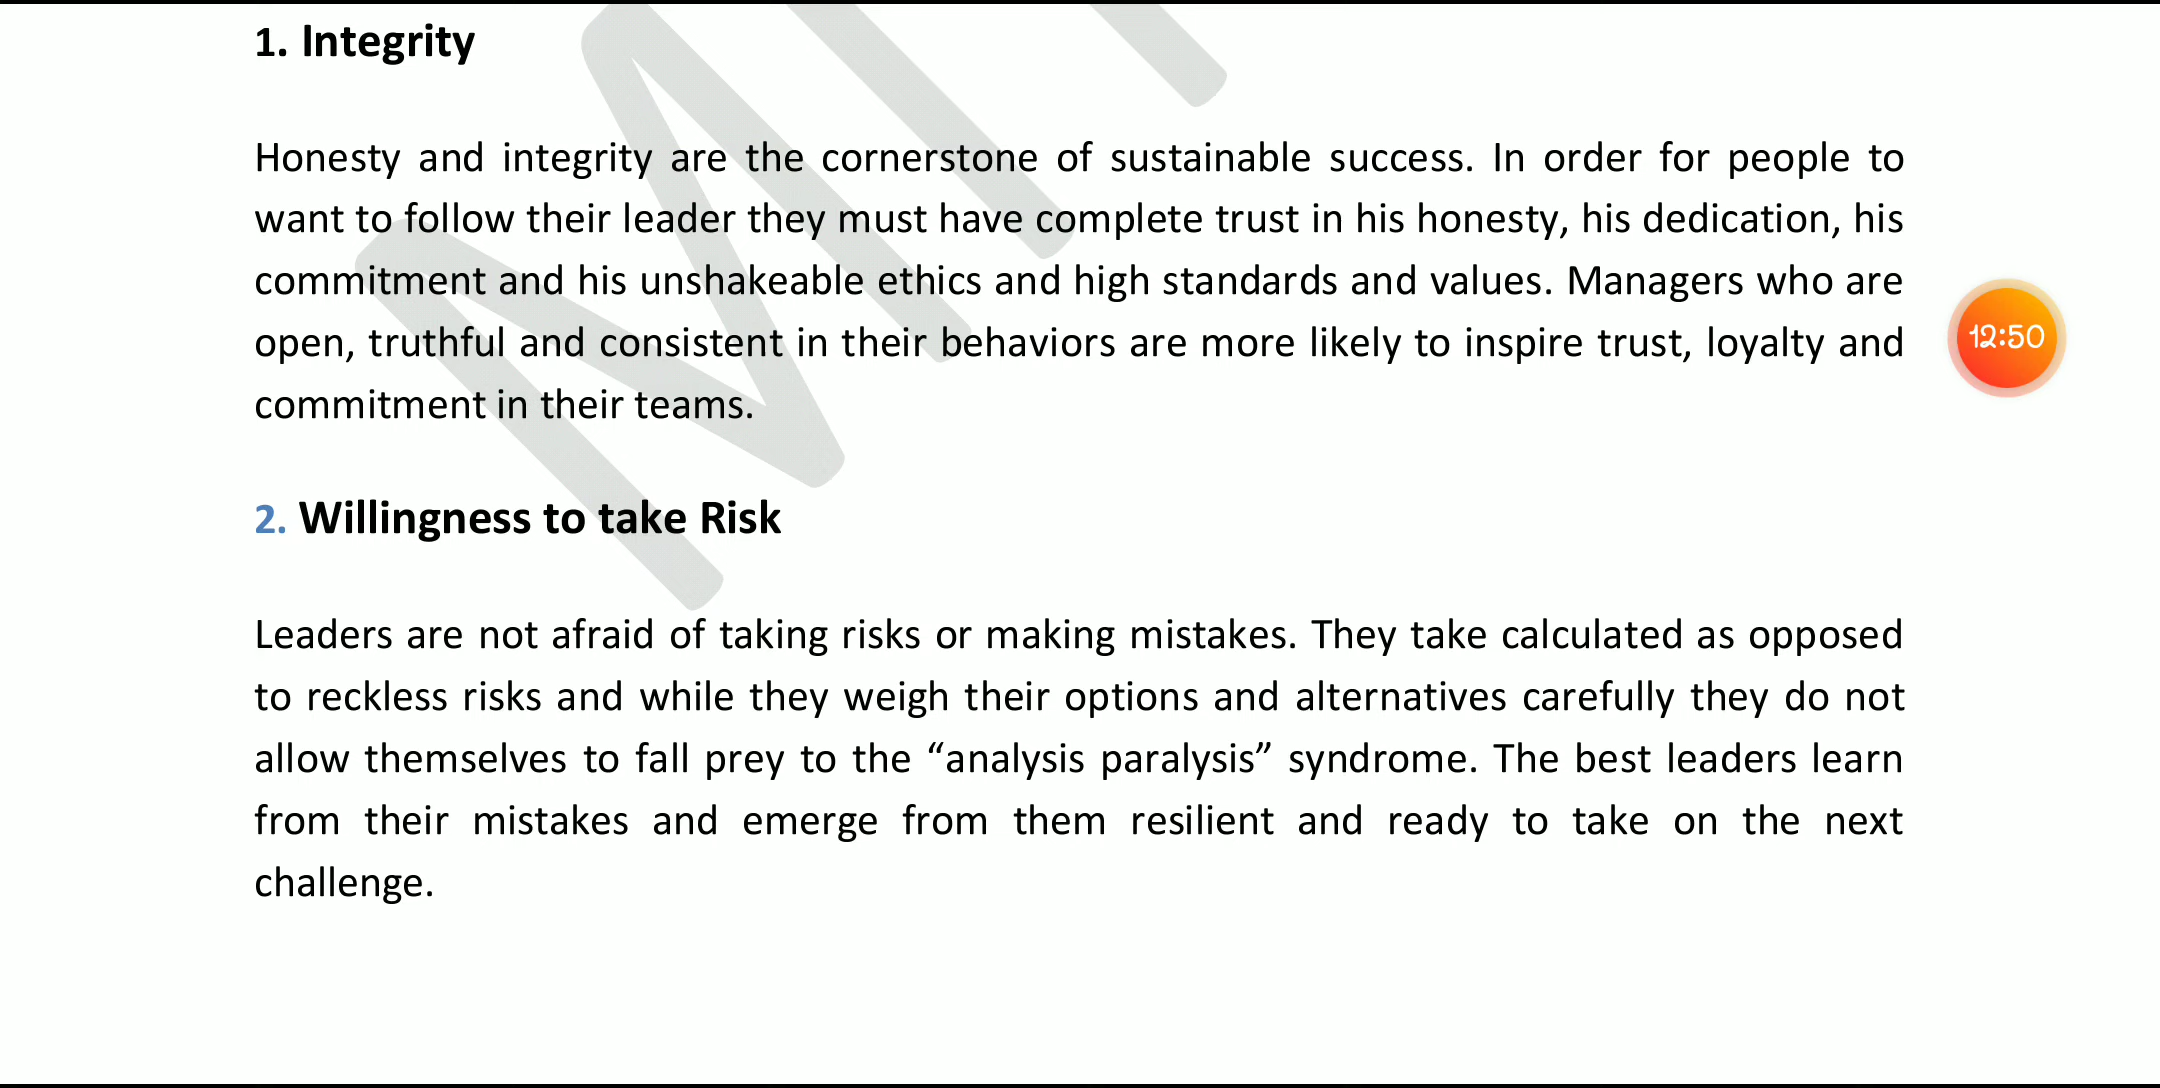 1. Integrity
Honesty and integrity are the cornerstone of sustainable success. In order for people to
want to follow their leader they must have complete trust in his honesty, his dedication, his
commitment and his unshakeable ethics and high standards and values. Managers who are
open, truthful and consistent in their behaviors are more likely to inspire trust, loyalty and
commitment in their teams.
12:50
2. Willingness to take Risk
Leaders are not afraid of taking risks or making mistakes. They take calculated as opposed
to reckless risks and while they weigh their options and alternatives carefully they do not
allow themselves to fall prey to the “analysis paralysis” syndrome. The best leaders learn
from their mistakes and emerge from them resilient and ready to take on the next
challenge.